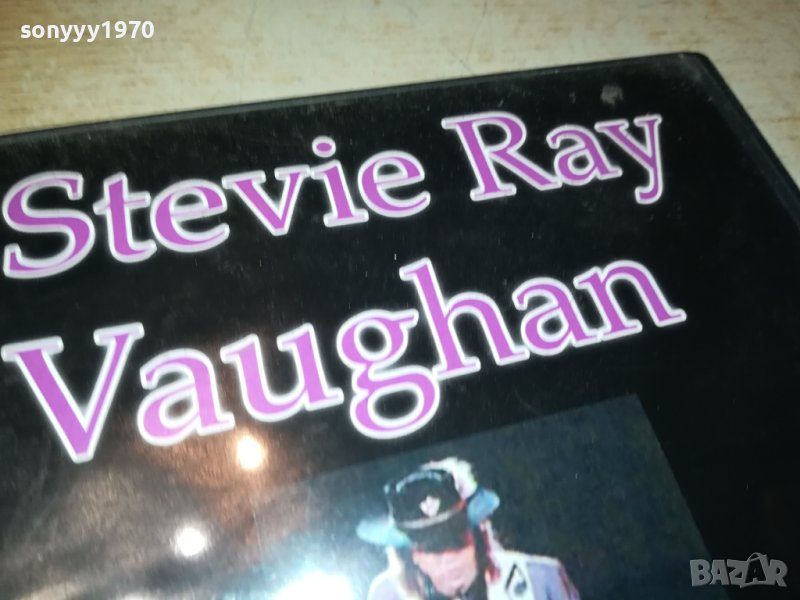 sonyyy1970
Stevie Ray
Vaughan
BAZAR